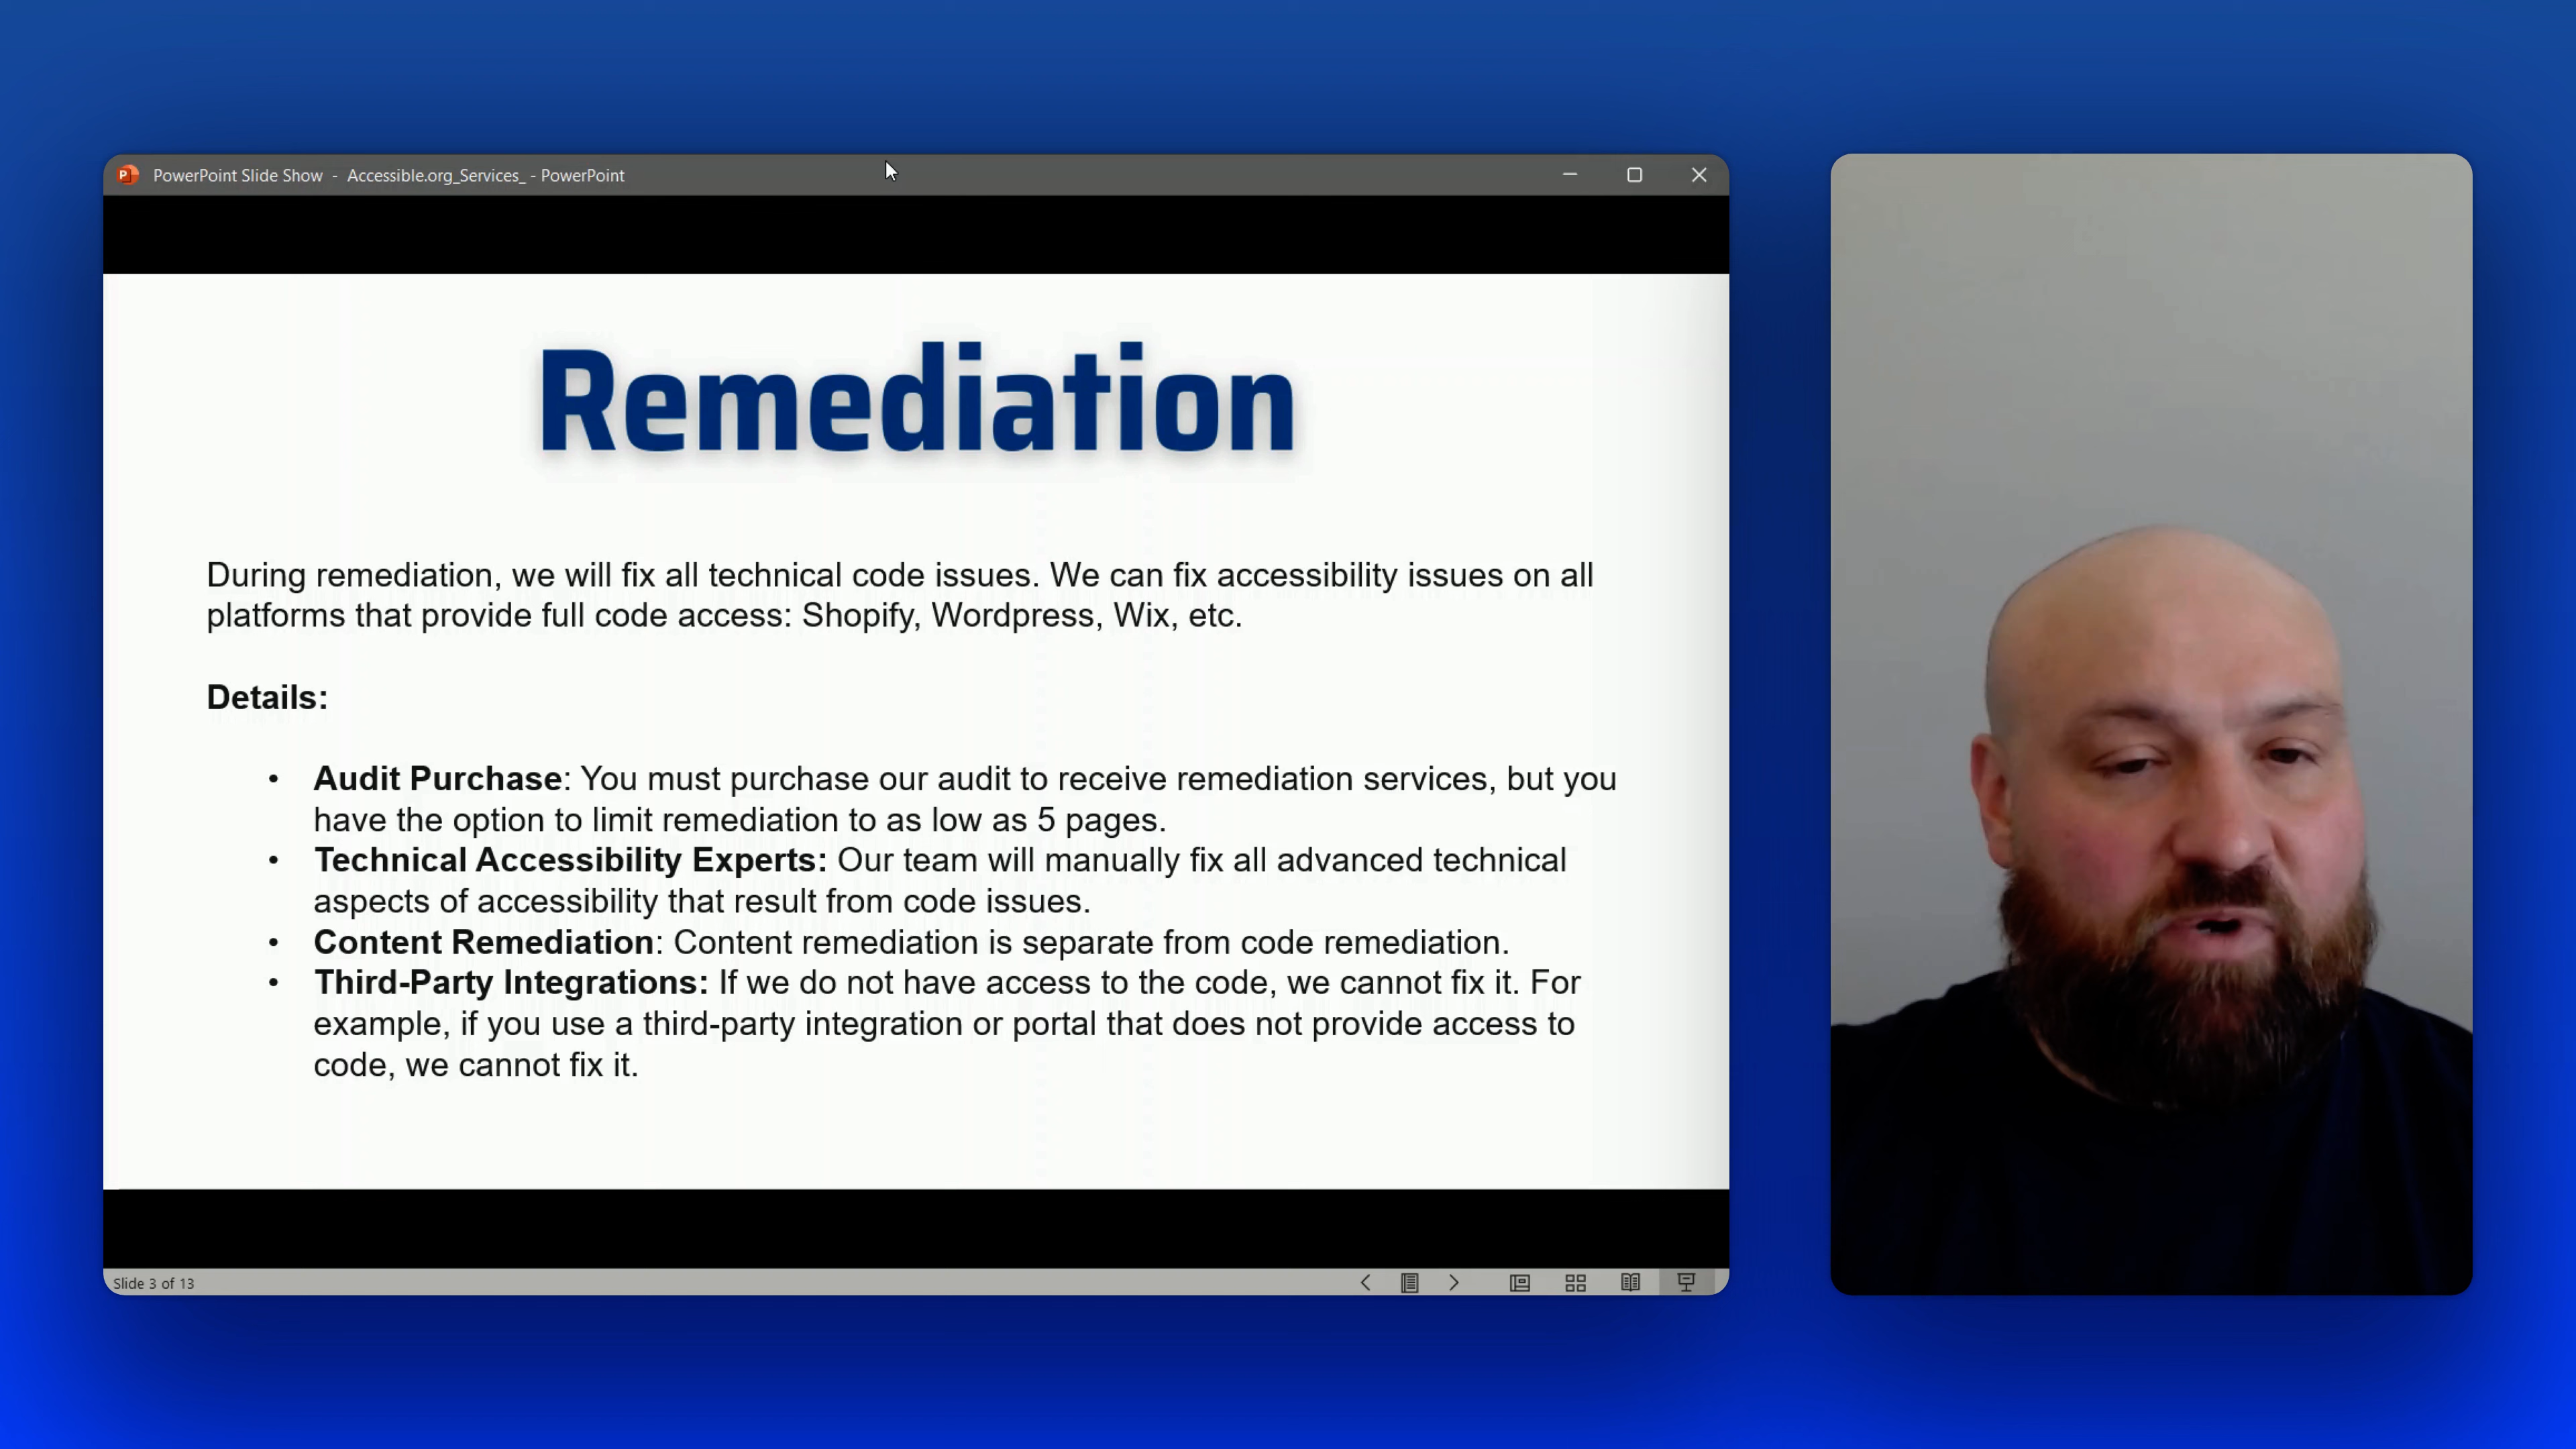 PowerPoint Slide Show - Accessible.org_Services_ - PowerPoint
Remediation
During remediation, we will fix all technical code issues. We can fix accessibility issues on all
platforms that provide full code access: Shopify, Wordpress, Wix, etc.
Details:
• Audit Purchase: You must purchase our audit to receive remediation services, but you
have the option to limit remediation to as low as 5 pages.
• Technical Accessibility Experts: Our team will manually fix all advanced technical
aspects of accessibility that result from code issues.
• Content Remediation: Content remediation is separate from code remediation.
• Third-Party Integrations: If we do not have access to the code, we cannot fix it. For
example, if you use a third-party integration or portal that does not provide access to
code, we cannot fix it.
Slide 3 of 13